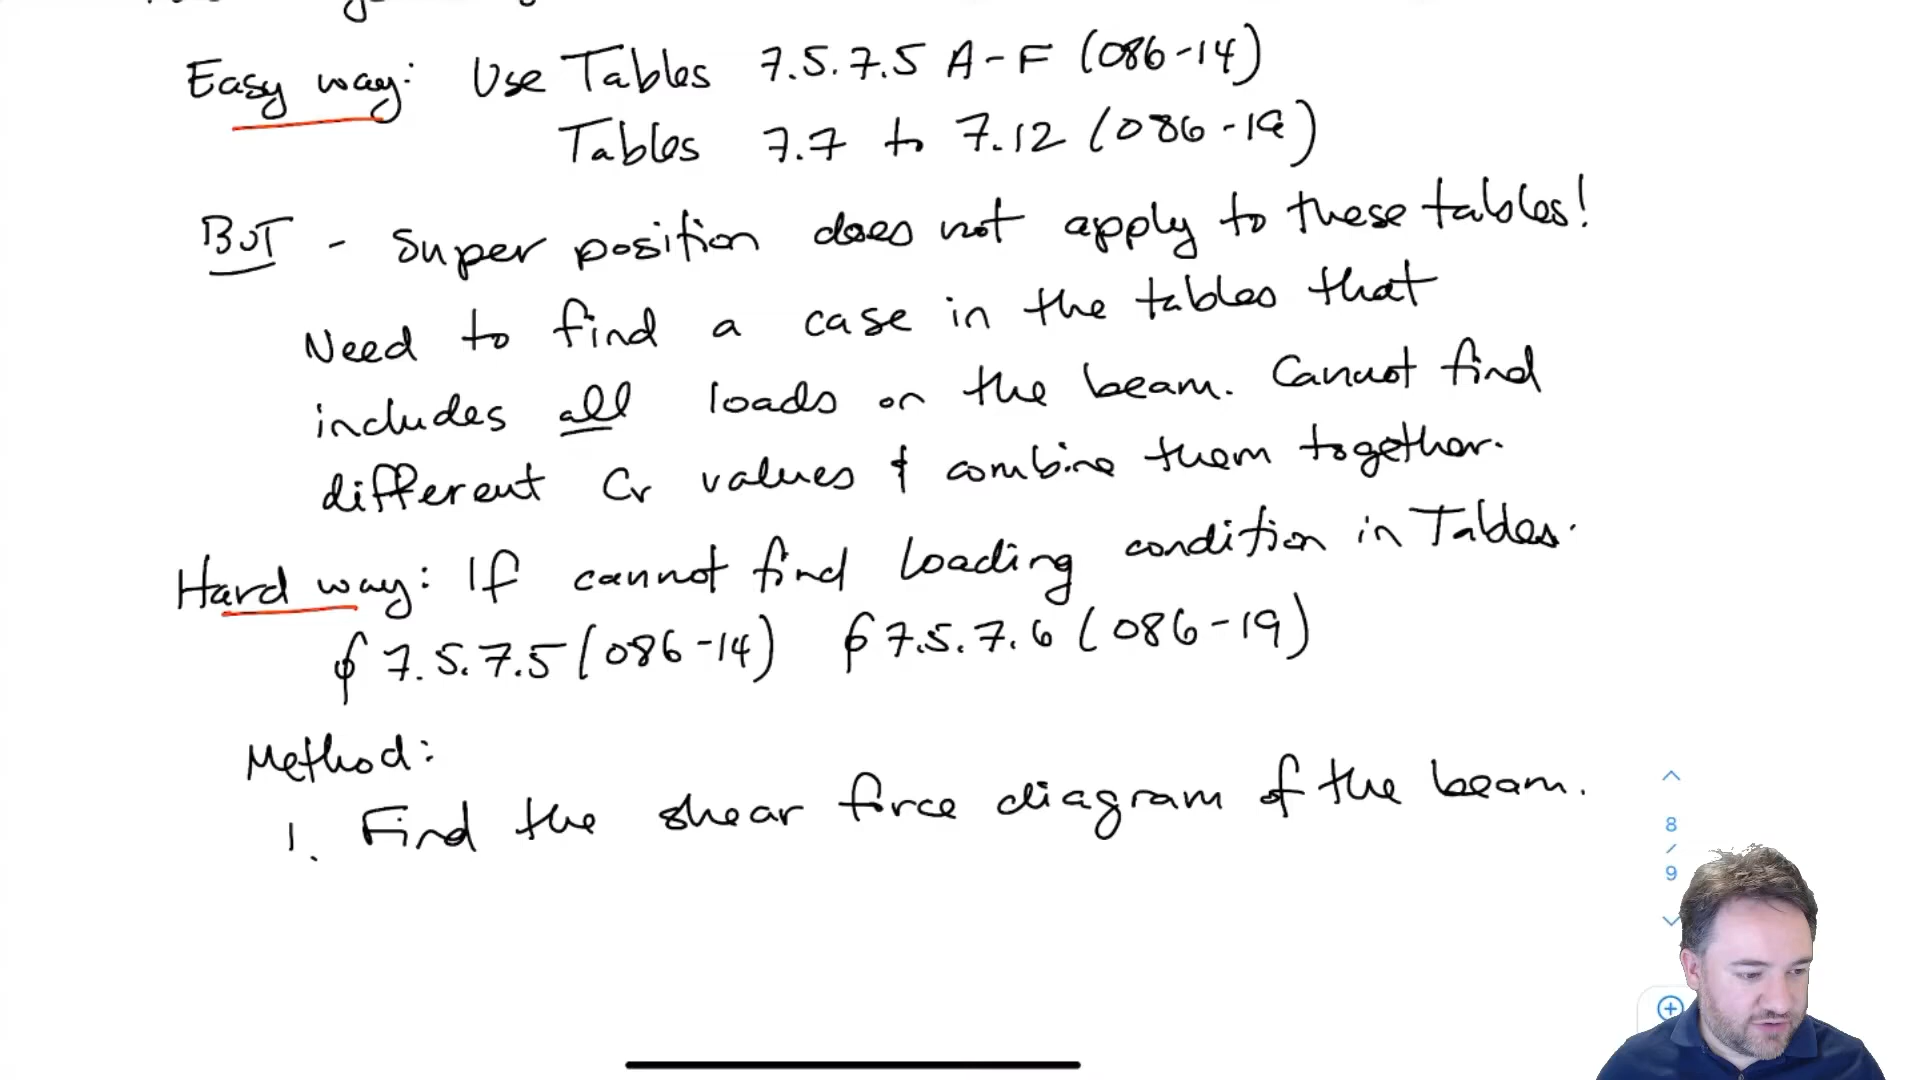 Easy way: Use Tables 7.5.7.5 A-F (086-14)
Tables 7.7 to 7.12 (086-19)
BUT - Super position does not apply to these tables!
Need to find a case in the tables that
includes all loads on the beam. Cannot find
different Cv values & combine them together.
Hard way: If cannot find loading condition in Tables.
§ 7.5.7.5 (086-14) § 7.5.7.6 (086-19)
Method:
1. Find the shear force diagram of the beam.
8
/
9